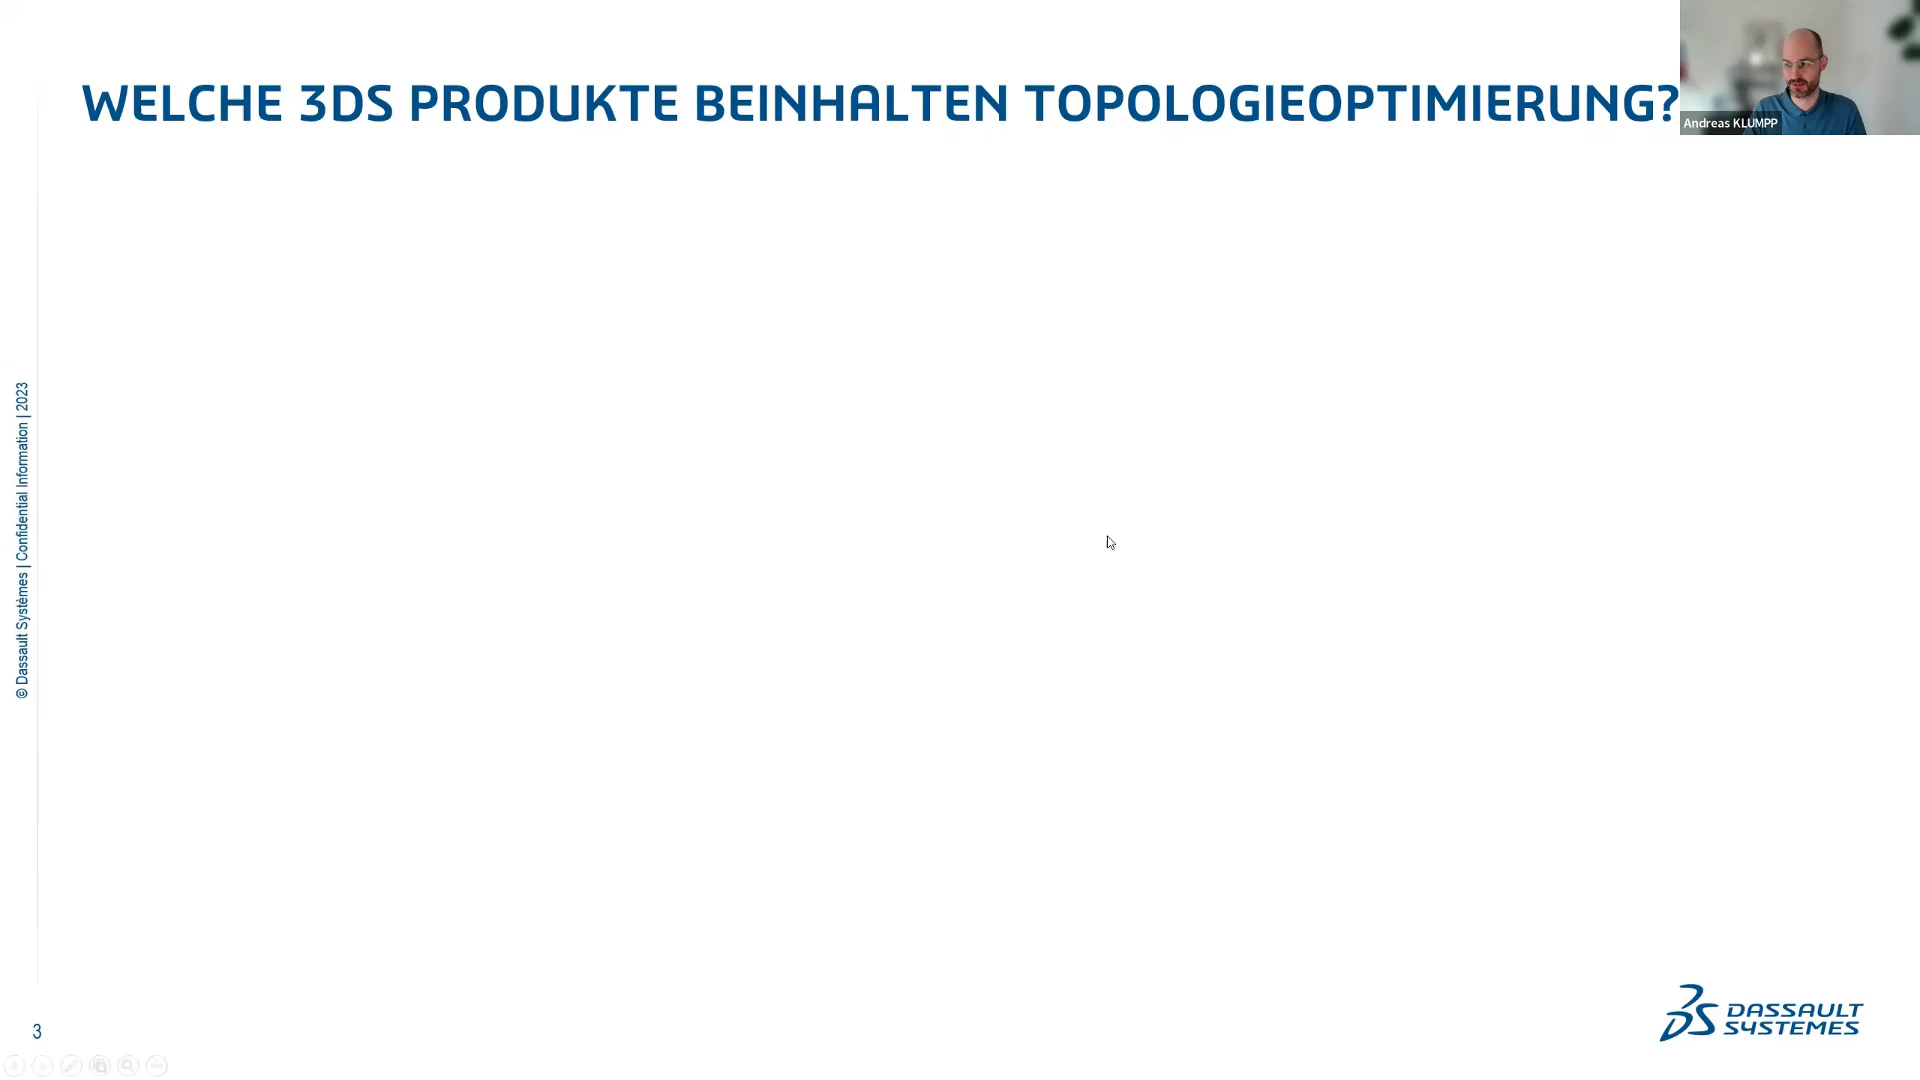 WELCHE 3DS PRODUKTE BEINHALTEN TOPOLOGIEOPTIMIERUNG?
Andreas KLUMPP
© Dassault Systèmes | Confidential Information | 2023
3
DASSAULT
SYSTEMES